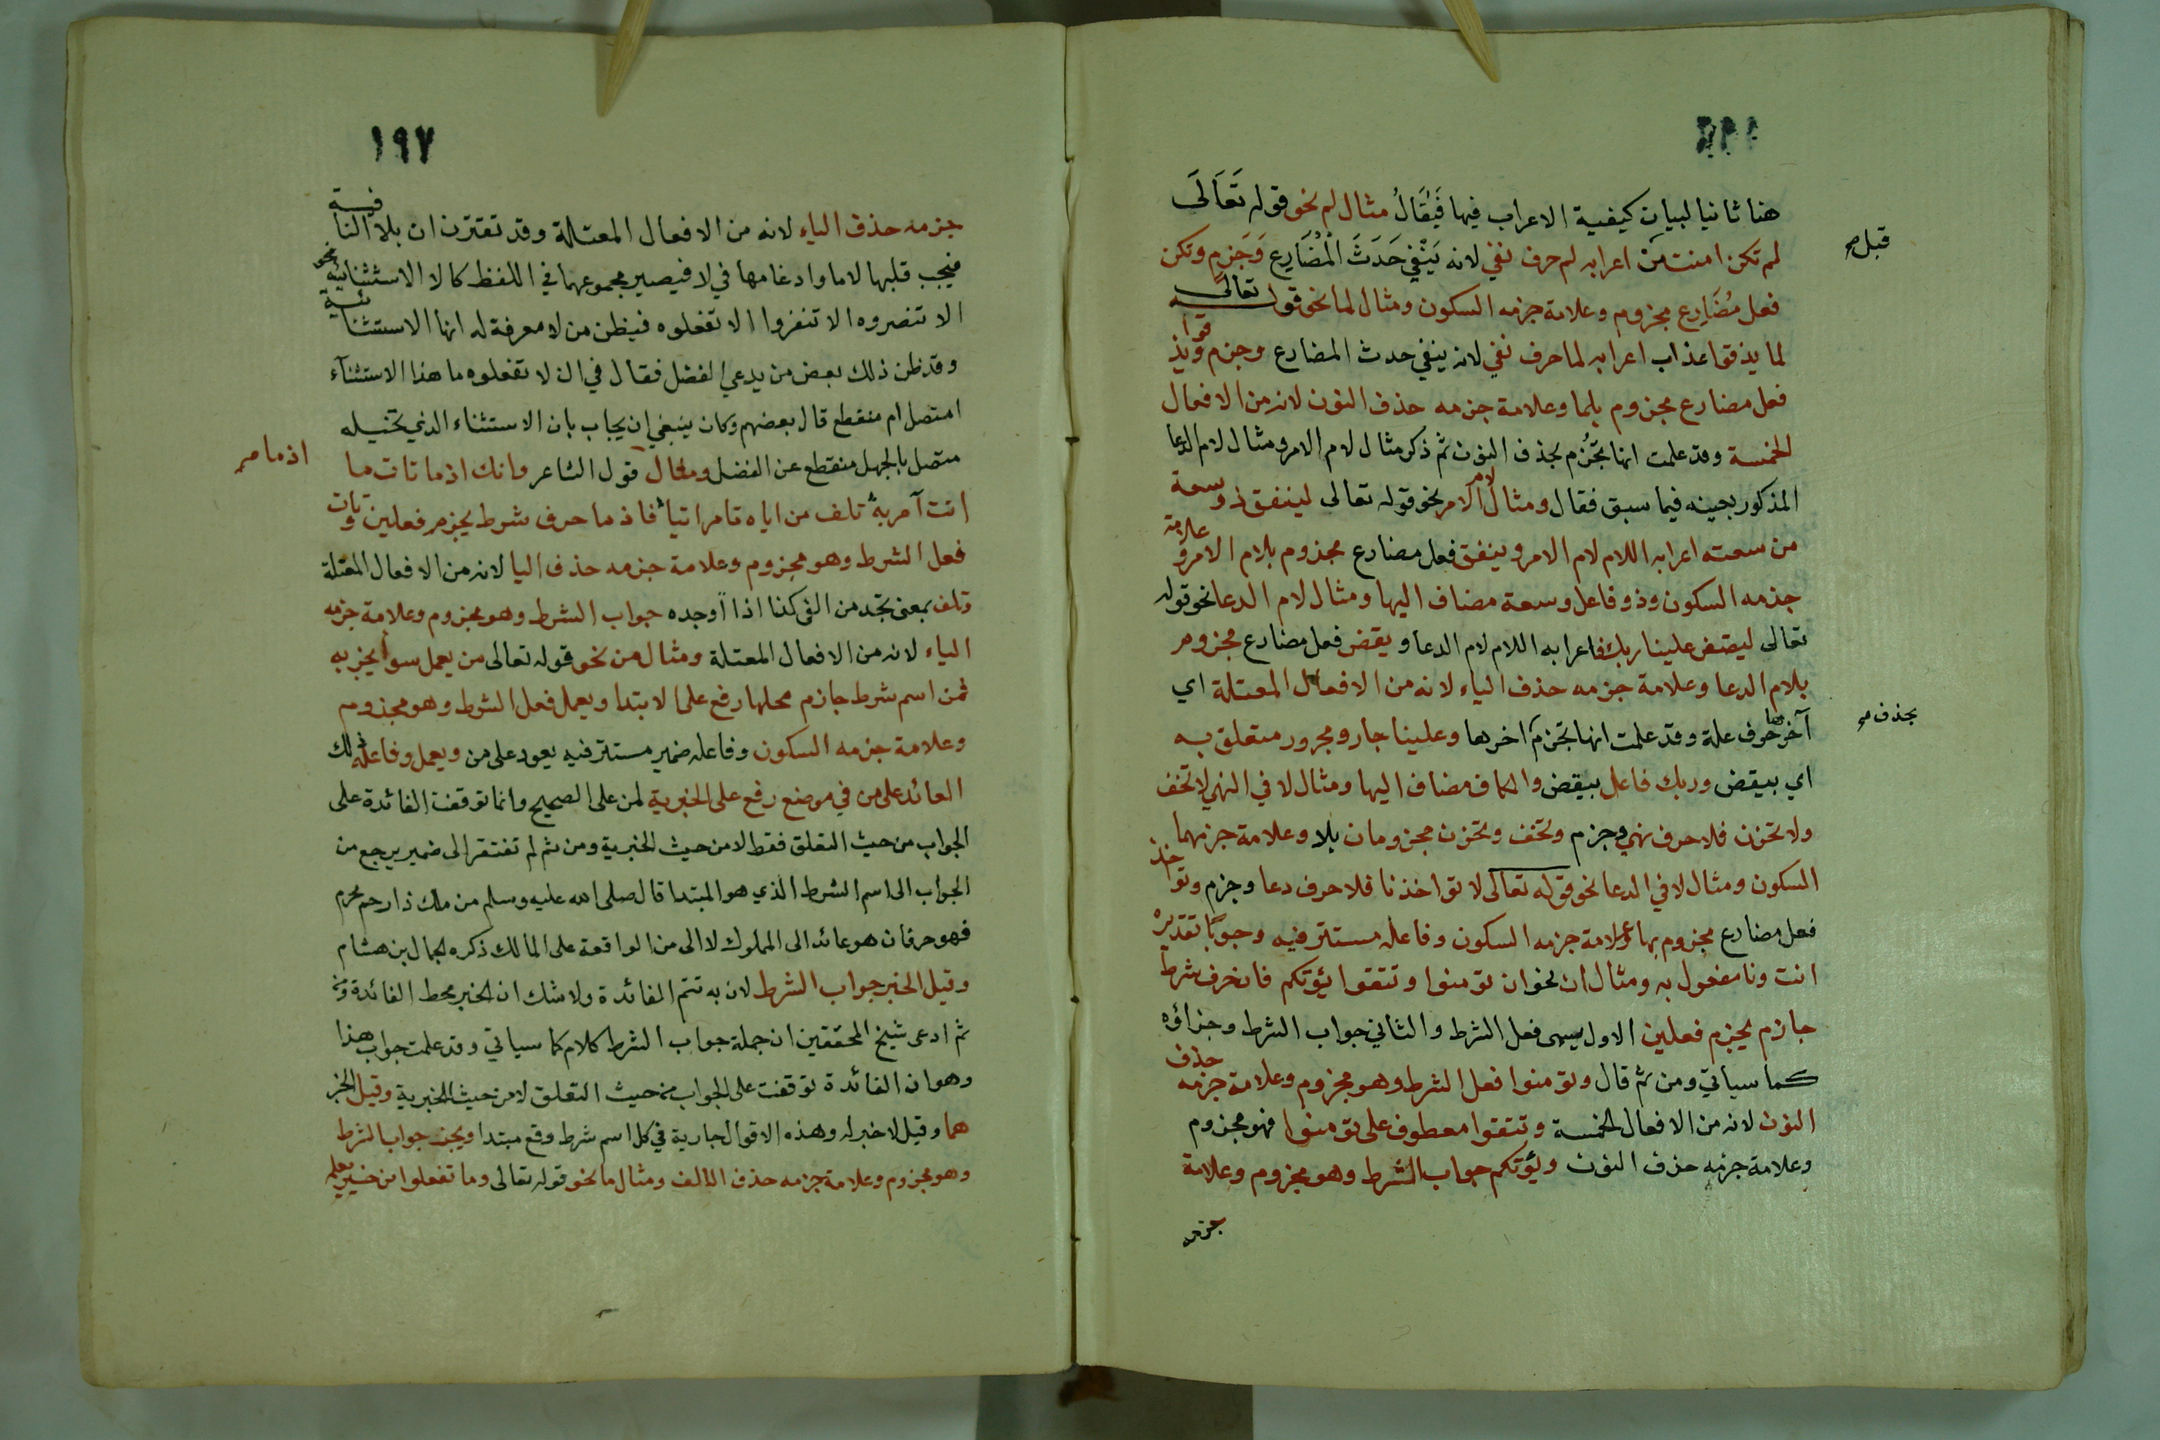 هنا ثانيا لبيان كيفية الاعراب فيها فَيُقَالُ مثال لم نحو قوله تَعَالَى
قبل صح
لم تكن امنت من اعرابه لم حرف نفي لانه يَنْفِي حَدَثَ الْمُضَارِع وَجَزم وتكن
فعل مُضَارِع مجزوم وعلامة جزمه السكون ومثال لما نحو قوله تعالى
لما يذوقوا عذاب اعرابه لما حرف نفي لانه ينفي حدث المضارع وجزم ويذوقوا
فعل مضارع مجزوم بلما وعلامة جزمه حذف النون لانه من الافعال
الخمسة وقد علمت انها تجزم بحذف النون ثم ذكر مثال لام الامر ومثال لام الدعا
المذكور بعينه فيما سبق فقال ومثال لام الامر نحو قوله تعالى لينفق ذو سعة
من سعته اعرابه اللام لام الامر وينفق فعل مضارع مجذوم بلام الامر وعلامة
جذمه السكون وذو فاعل وسعة مضاف اليها ومثال لام الدعا نحو قوله
تعالى ليقض علينا ربك فاعرابه اللام لام الدعا ويقض فعل مضارع مجزوم
بلام الدعا وعلامة جزمه حذف الياء لانه من الافعال المعتلة اي
بحذف صح
آخرها حرف علة وقد علمت انها تجزم اخرها وعلينا جار ومجرور متعلق به
اي بيقض وربك فاعل بيقض والكاف مضاف اليها ومثال لا في النهي لا تخف
ولا تحزن فلا حرف نهي وجزم وتخف وتحزن مجزومان بلا وعلامة جزمهما
السكون ومثال لا في الدعا نحو قوله تعالى لا تواخذنا فلا حرف دعا وجزم وتواخذ
فعل مضارع مجزوم بها وعلامة جزمه السكون وفاعله مستتر فيه وجوبًا تقديره
انت ونا مفعول به ومثال ان نحو ان تومنوا وتتقوا يؤتكم فان حرف شرط
جازم يجزم فعلين الاول يسمى فعل الشرط والثاني جواب الشرط وجزاؤه
كما سياتي ومن ثم قال وتومنوا فعل الشرط وهو مجزوم وعلامة جزمه حذف
النون لانه من الافعال الخمسة وتتقوا معطوف على تومنوا فهو مجزوم
وعلامة جزمه حذف النون ويؤتكم جواب الشرط وهو مجزوم وعلامة
جزمه
١٩٧
جزمه حذف الياء لانه من الافعال المعتلة وقد تقترن ان بلا النافية
فيجب قلبها لاما وادغامها في لا فيصير مجموعهما في اللفظ كالا الاستثنائية نحو
الا تنصروه الا تنفروا الا تفعلوه فيظن من لا معرفة له انها الاستثنائية
وقد ظن ذلك بعض من يدعي الفضل فقال في الا تفعلوه ما هذا الاستثنآء
امتصل ام منقطع قال بعضهم وكان ينبغي ان يجاب بان الاستثناء الذي تخيله
متصل بالجهل منقطع عن الفضل ومثال قول الشاعر وانك اذما تات ما
اذما صح
انت آمر به تلف من اياه تامر اتيا فاذما حرف شرط يجزم فعلين وتات
فعل الشرط وهو مجزوم وعلامة جزمه حذف اليا لانه من الافعال المعتلة
وتلف بمعنى تجد من الفى كذا اذا اوجده جواب الشرط وهو مجزوم وعلامة جزمه
الياء لانه من الافعال المعتلة ومثال من نحو قوله تعالى من يعمل سوأ يجز به
فمن اسم شرط جازم محلها رفع على الابتدا ويعمل فعل الشرط وهو مجزوم
وعلامة جزمه السكون وفاعله ضمير مستتر فيه يعود على من ويعمل وفاعله ذلك
العائد على من في موضع رفع على الخبرية لمن على الصحيح وانما توقفت الفائدة على
الجواب من حيث التعلق فقط لا من حيث الخبرية ومن ثم لم تفتقر الى ضمير يرجع من
الجواب الى اسم الشرط الذي هو المبتدا قال صلى الله عليه وسلم من ملك ذا رحم محرم
فهو حر فان هو عائد الى المملوك لا الى من الواقعة على المالك ذكره الجمال بن هشام
وقيل الخبر جواب الشرط لان به تتم الفائدة ولا شك ان الخبر محط الفائدة ومن
ثم ادعى شيخ المحققين ان جملة جواب الشرط كلام كما سياتي وقد علمت جواب هذا
وهو ان الفائدة توقفت على الجواب من حيث التعلق لا من حيث الخبرية وقيل الخبر
هما وقيل لا خبر له وهذه الاقوال جارية في كل اسم شرط وقع مبتدا ويجز جواب الشرط
وهو مجزوم وعلامة جزمه حذف الالف ومثال ما نحو قوله تعالى وما تفعلوا من خير يعلمه